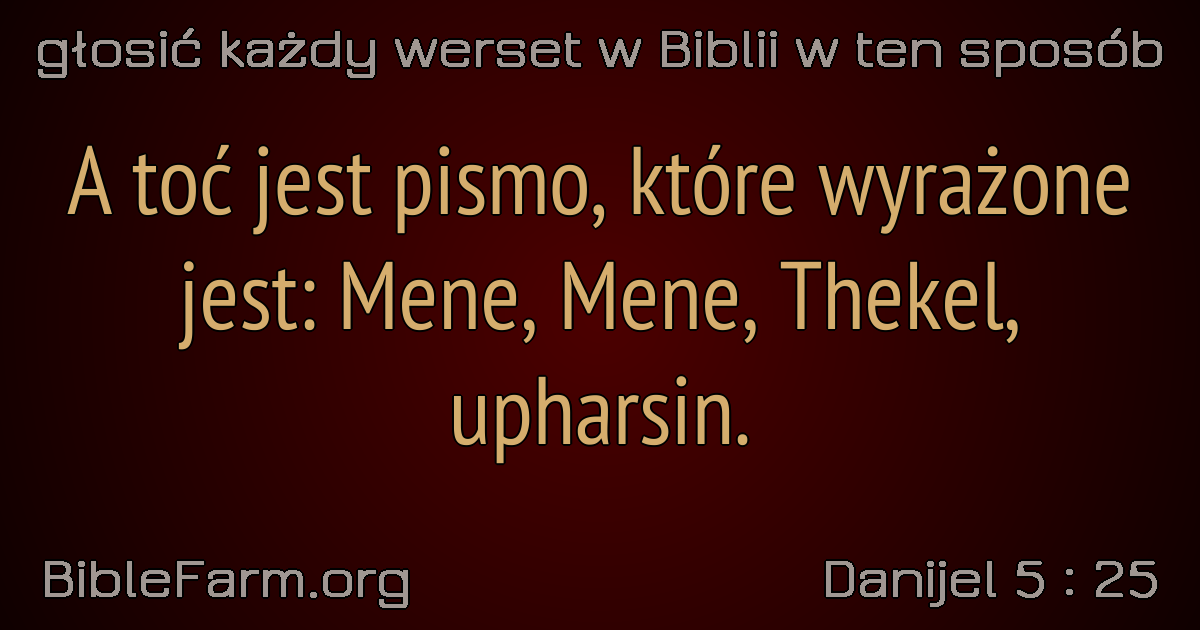 głosić każdy werset w Biblii w ten sposób
A toć jest pismo, które wyrażone
jest: Mene, Mene, Thekel,
upharsin.
BibleFarm.org
Danijel 5 : 25